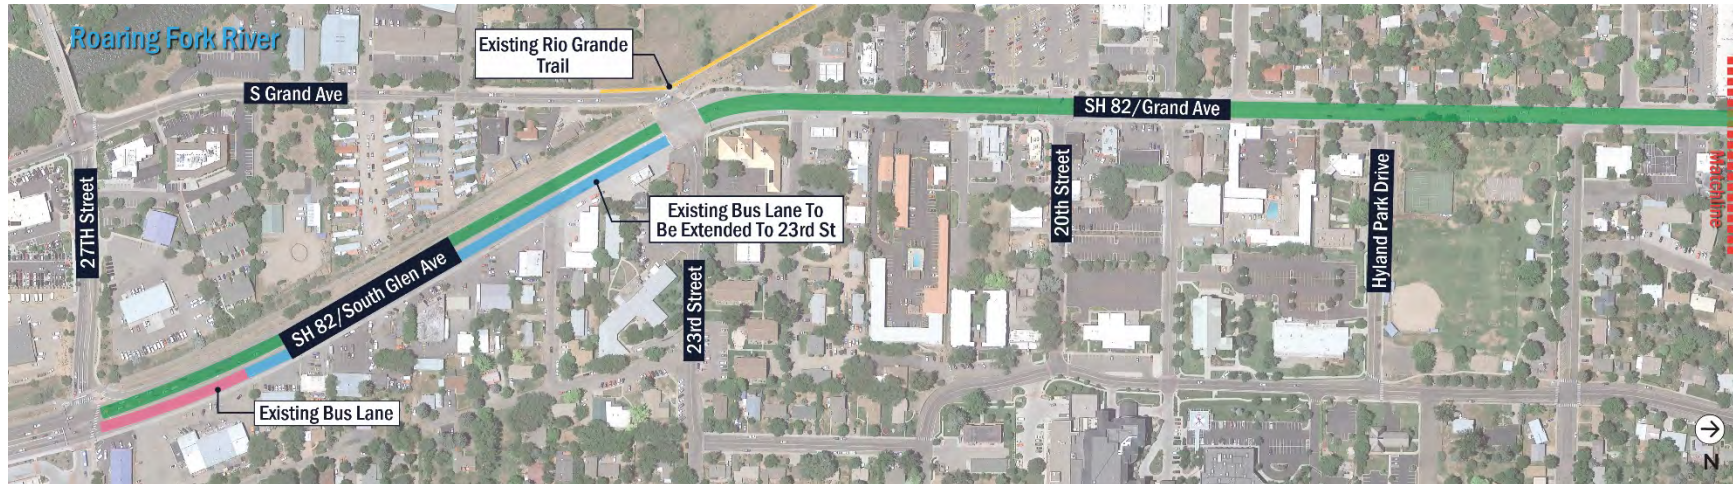 Roaring Fork River
Existing Rio Grande
Trail
S Grand Ave
SH 82/Grand Ave
27TH Street
Existing Bus Lane To
Be Extended To 23rd St
20th Street
Hyland Park Drive
Matchline
SH 82/South Glen Ave
23rd Street
Existing Bus Lane
N